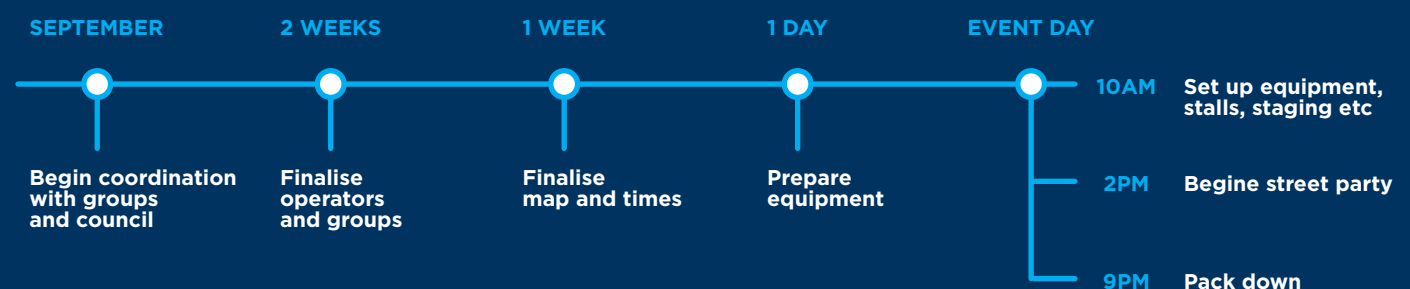 SEPTEMBER
2 WEEKS
1 WEEK
1 DAY
EVENT DAY
Begin coordination
with groups
and council
Finalise
operators
and groups
Finalise
map and times
Prepare
equipment
10AM
Set up equipment,
stalls, staging etc
2PM
Begine street party
9PM
Pack down